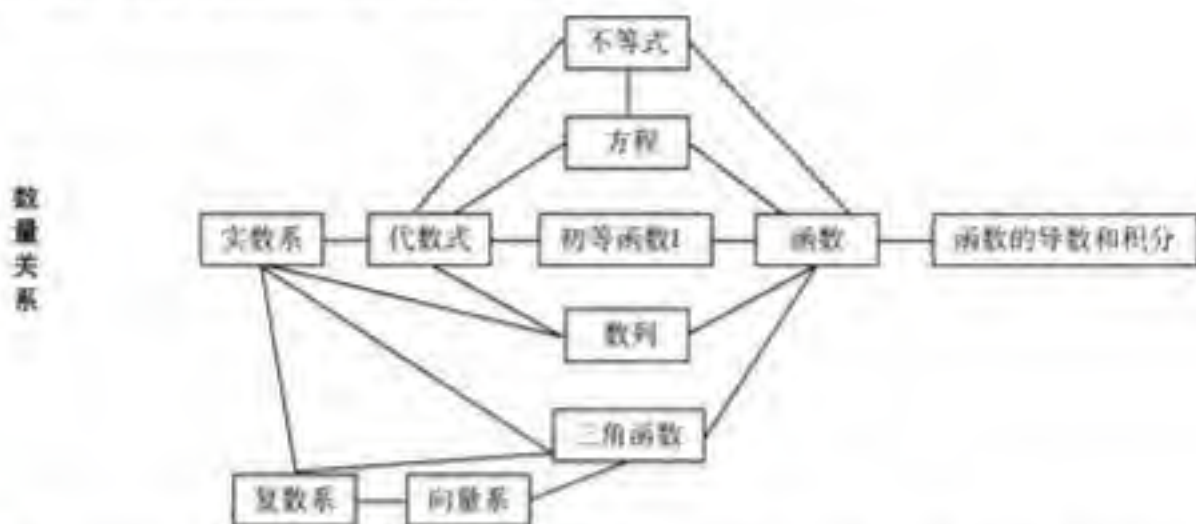 不等式
方程
数量关系
实数系 代数式 初等函数1 函数 函数的导数和积分
数列
三角函数
复数系 向量系